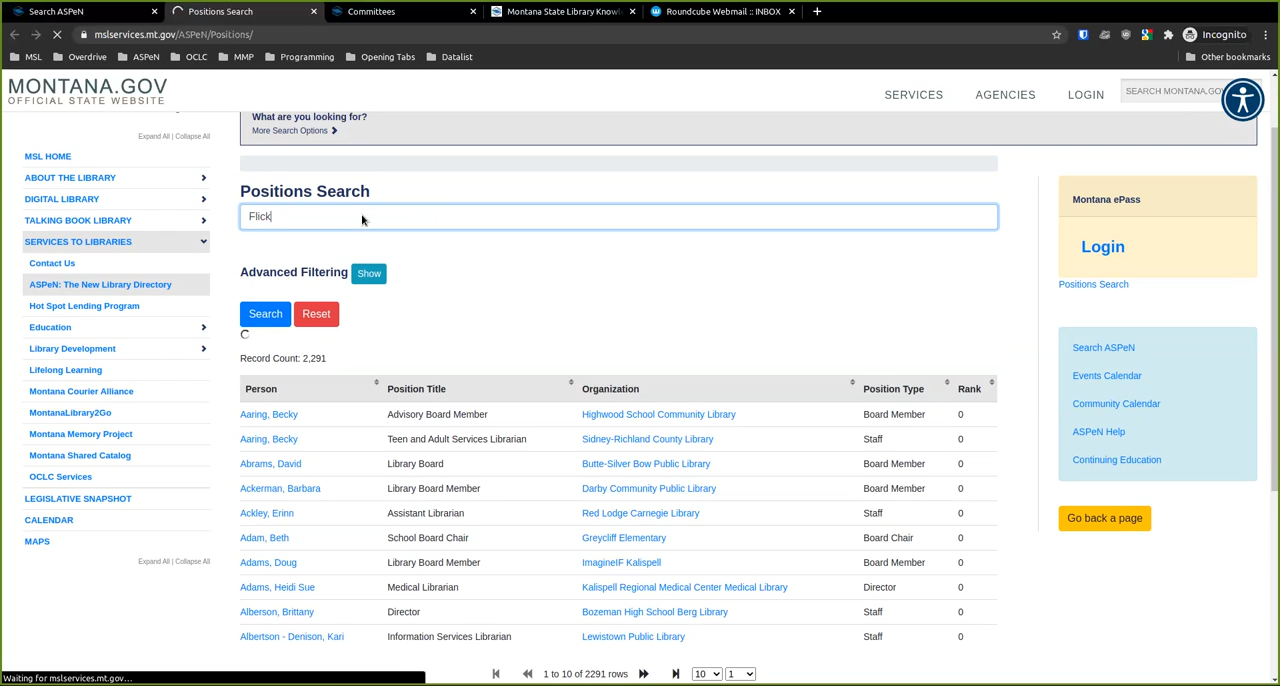 Search ASPeN
Positions Search
Committees
Montana State Library Knowl
Roundcube Webmail :: INBOX
mslservices.mt.gov/ASPeN/Positions/
Incognito
MSL
Overdrive
ASPeN
OCLC
MMP
Programming
Opening Tabs
Datalist
Other bookmarks
MONTANA.GOV
OFFICIAL STATE WEBSITE
SERVICES
AGENCIES
LOGIN
SEARCH MONTANA.GO
Expand All | Collapse All
MSL HOME
ABOUT THE LIBRARY
DIGITAL LIBRARY
TALKING BOOK LIBRARY
SERVICES TO LIBRARIES
Contact Us
ASPeN: The New Library Directory
Hot Spot Lending Program
Education
Library Development
Lifelong Learning
Montana Courier Alliance
MontanaLibrary2Go
Montana Memory Project
Montana Shared Catalog
OCLC Services
LEGISLATIVE SNAPSHOT
CALENDAR
MAPS
Expand All | Collapse All
What are you looking for?
More Search Options
Positions Search
Flick
Advanced Filtering Show
Search Reset
Record Count: 2,291
Person Position Title Organization Position Type Rank
Aaring, Becky Advisory Board Member Highwood School Community Library Board Member 0
Aaring, Becky Teen and Adult Services Librarian Sidney-Richland County Library Staff 0
Abrams, David Library Board Butte-Silver Bow Public Library Board Member 0
Ackerman, Barbara Library Board Member Darby Community Public Library Board Member 0
Ackley, Erinn Assistant Librarian Red Lodge Carnegie Library Staff 0
Adam, Beth School Board Chair Greycliff Elementary Board Chair 0
Adams, Doug Library Board Member ImagineIF Kalispell Board Member 0
Adams, Heidi Sue Medical Librarian Kalispell Regional Medical Center Medical Library Director 0
Alberson, Brittany Director Bozeman High School Berg Library Staff 0
Albertson - Denison, Kari Information Services Librarian Lewistown Public Library Staff 0
1 to 10 of 2291 rows 10 1
Montana ePass
Login
Positions Search
Search ASPeN
Events Calendar
Community Calendar
ASPeN Help
Continuing Education
Go back a page
Waiting for mslservices.mt.gov...